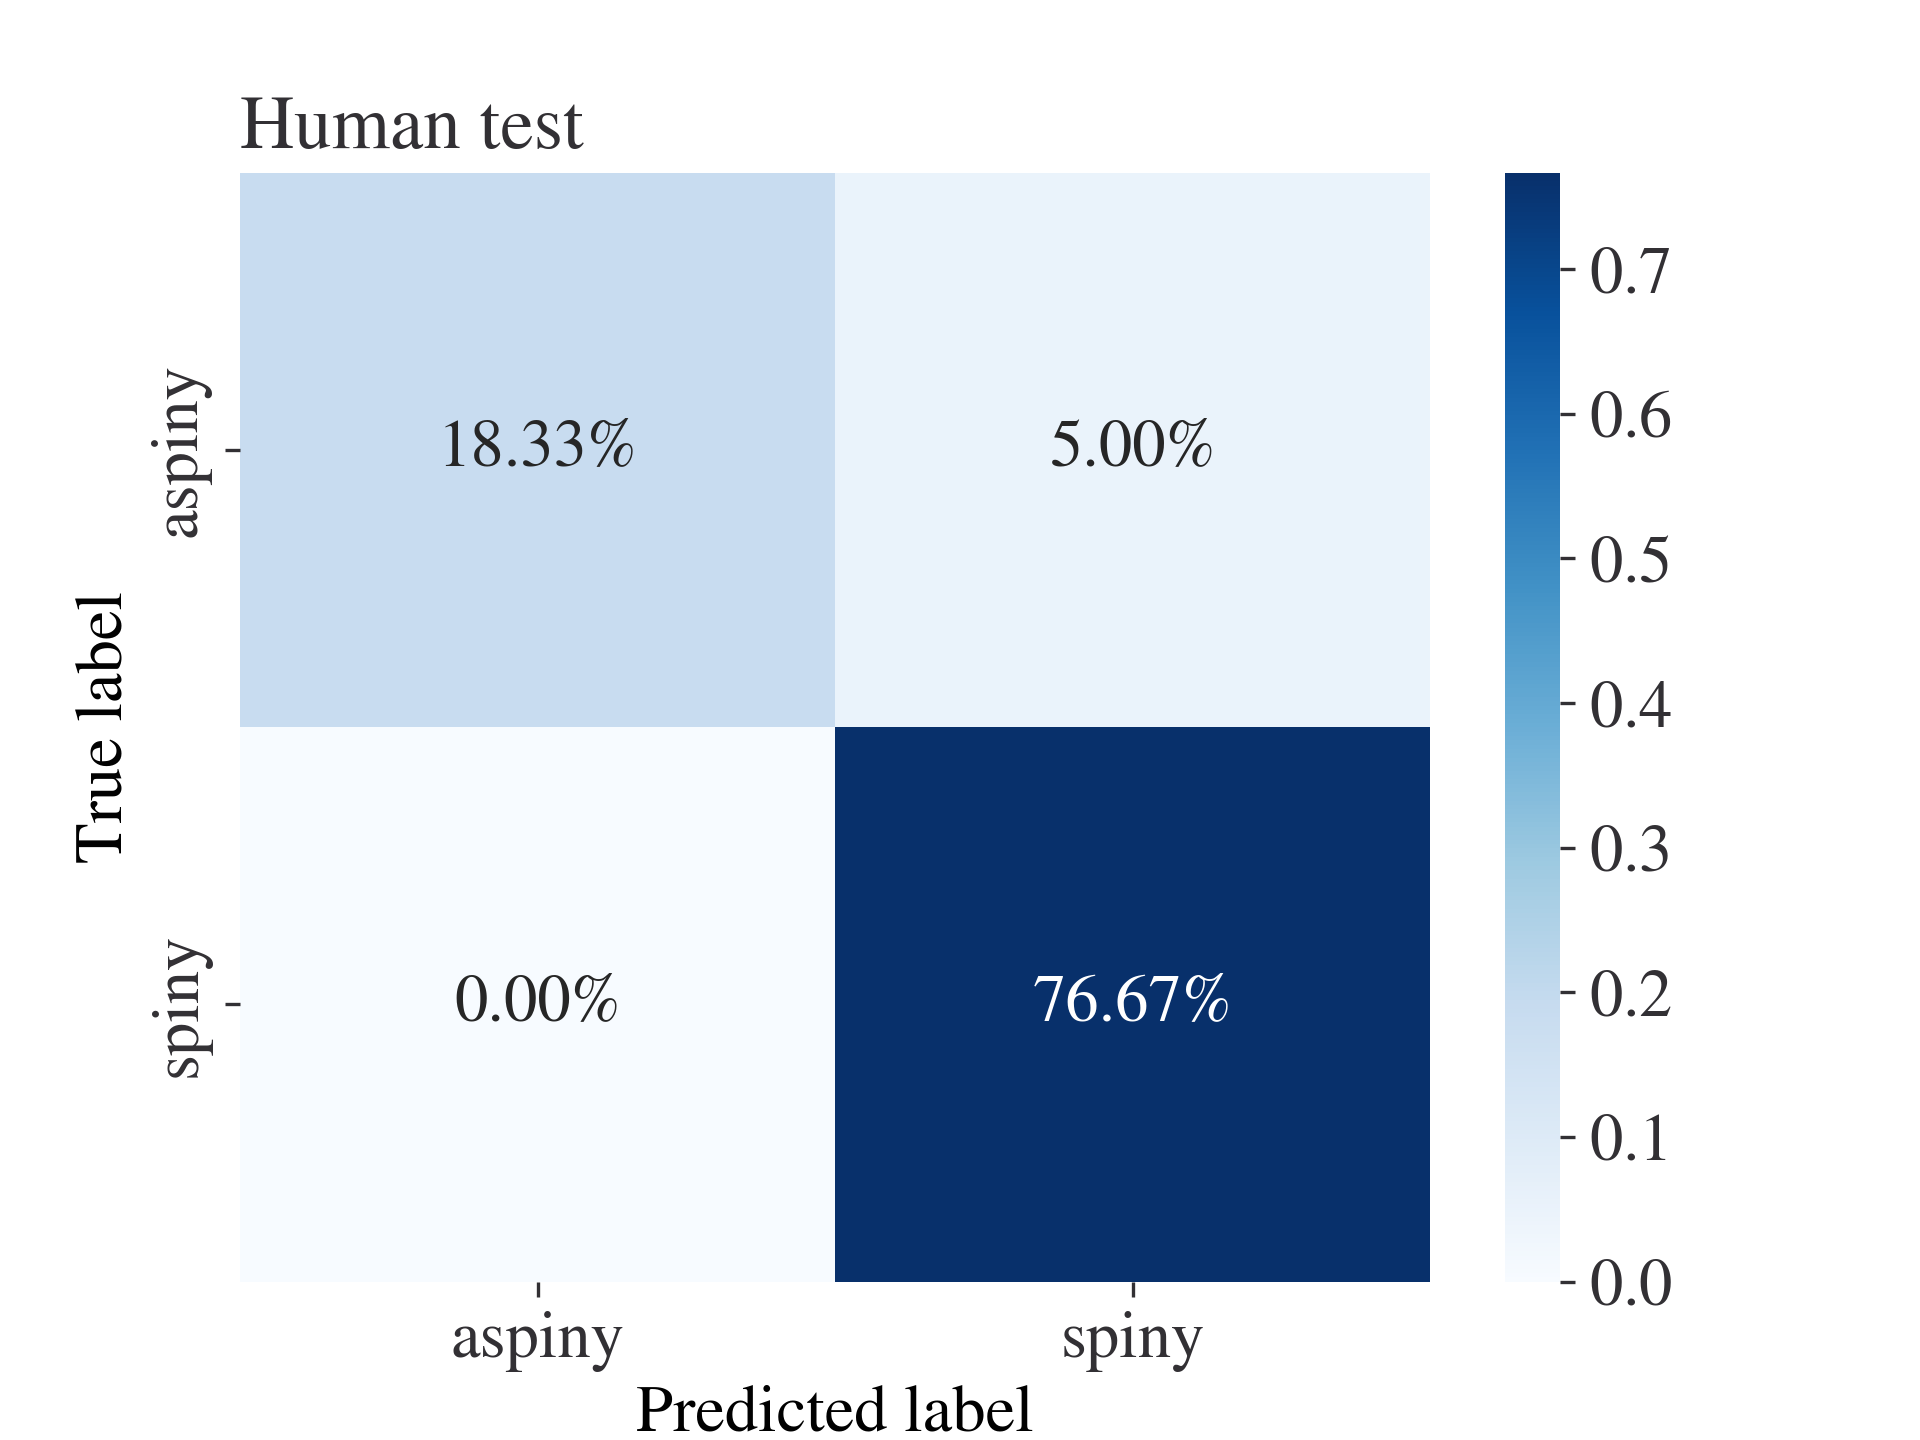 Human test
True label
aspiny
18.33%
5.00%
spiny
0.00%
76.67%
aspiny
spiny
Predicted label
0.7
0.6
0.5
0.4
0.3
0.2
0.1
0.0